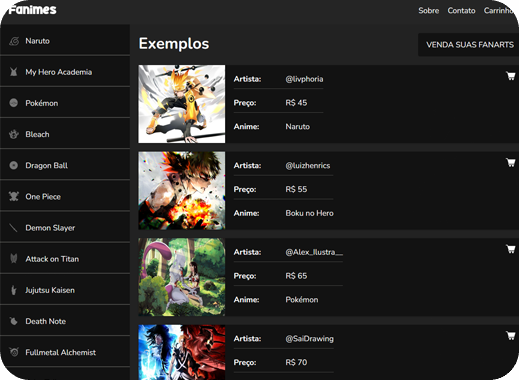 Fanimes
Sobre Contato Carrinho
Naruto
My Hero Academia
Pokémon
Bleach
Dragon Ball
One Piece
Demon Slayer
Attack on Titan
Jujutsu Kaisen
Death Note
Fullmetal Alchemist
Exemplos
VENDA SUAS FANARTS
Artista: @livphoria
Preço: R$ 45
Anime: Naruto
Artista: @luizhenrics
Preço: R$ 55
Anime: Boku no Hero
Artista: @Alex_Ilustra__
Preço: R$ 65
Anime: Pokémon
Artista: @SaiDrawing
Preço: R$ 70